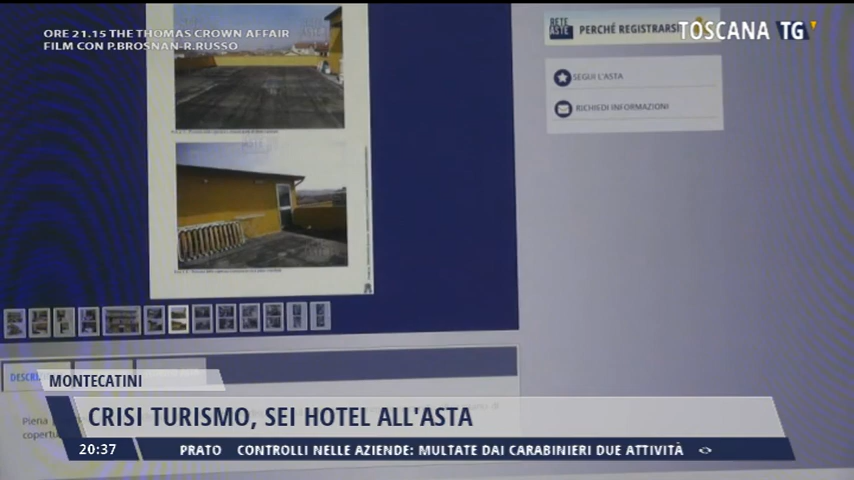 ORE 21.15 THE THOMAS CROWN AFFAIR
FILM CON P.BROSNAN-R.RUSSO
RETE ASTE
PERCHÉ REGISTRARSI
TOSCANA TG
SEGUI L'ASTA
RICHIEDI INFORMAZIONI
MONTECATINI
CRISI TURISMO, SEI HOTEL ALL'ASTA
20:37
PRATO CONTROLLI NELLE AZIENDE: MULTATE DAI CARABINIERI DUE ATTIVITÀ